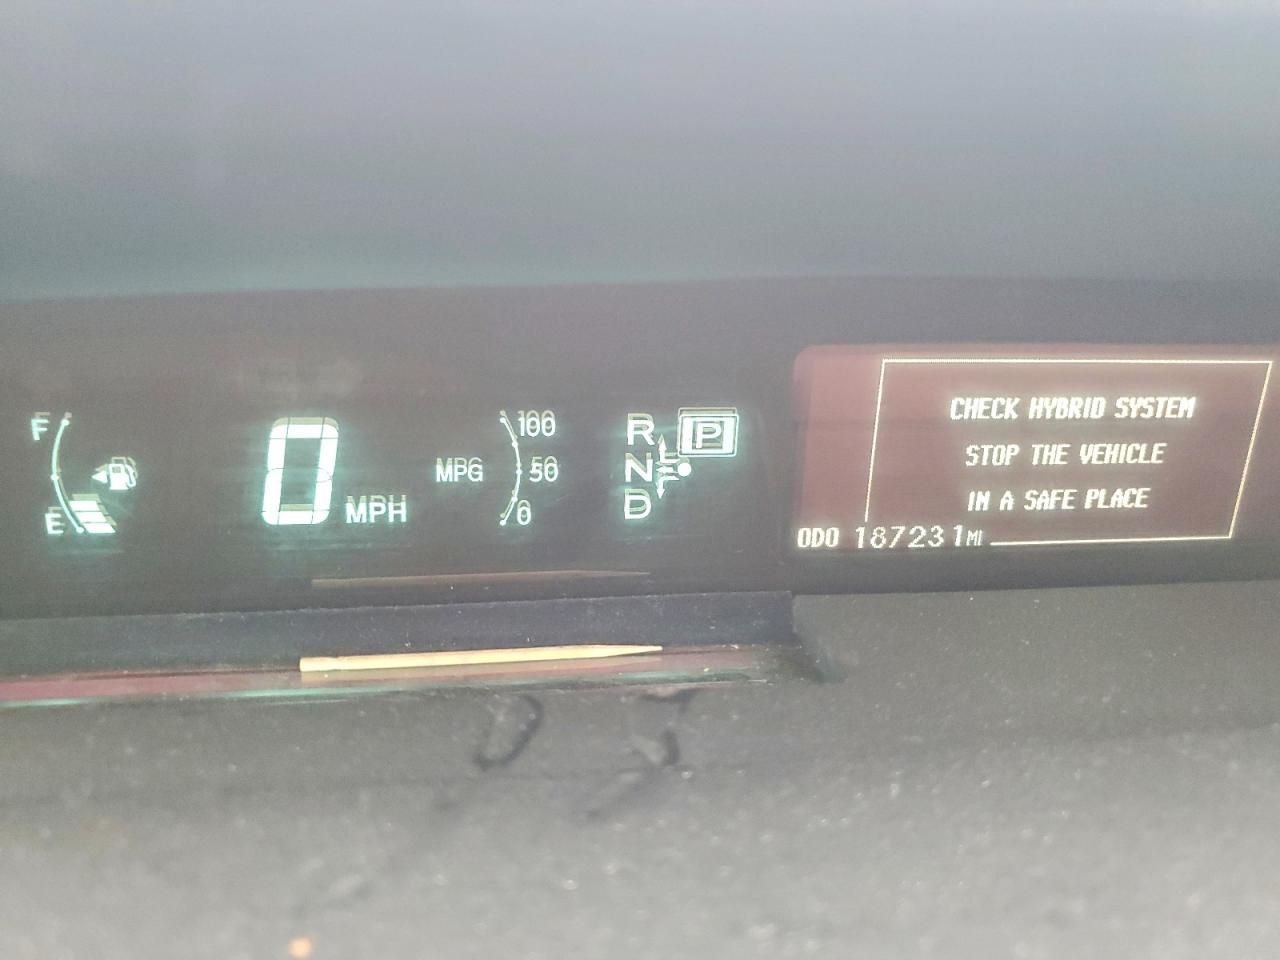 F
E
0 MPH
MPG
100
50
0
R
N
D
P
CHECK HYBRID SYSTEM
STOP THE VEHICLE
IN A SAFE PLACE
ODO 187231 MI